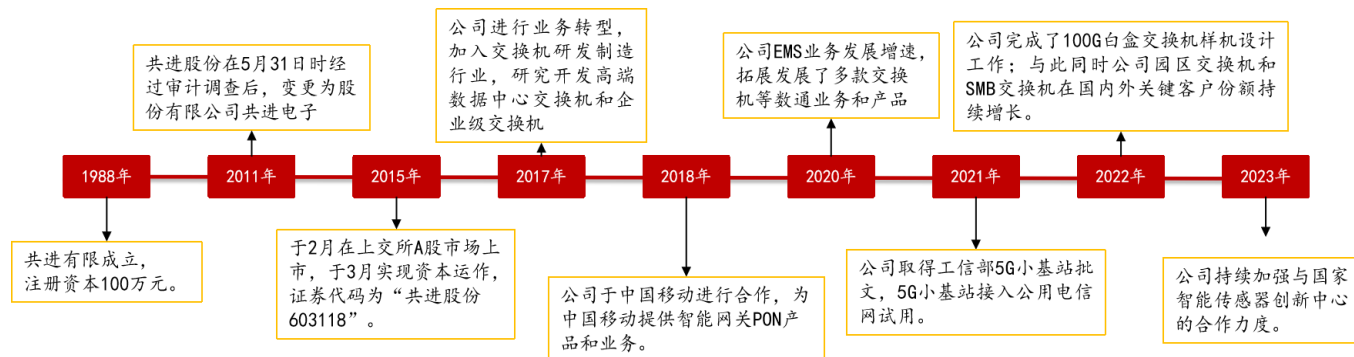 共进股份在5月31日时经
过审计调查后，变更为股
份有限公司共进电子
公司进行业务转型，
加入交换机研发制造
行业，研究开发高端
数据中心交换机和企
业级交换机
公司EMS业务发展增速，
拓展发展了多款交换
机等数通业务和产品
公司完成了100G白盒交换机样机设计
工作；与此同时公司园区交换机和
SMB交换机在国内外关键客户份额持
续增长。
1988年
2011年
2015年
2017年
2018年
2020年
2021年
2022年
2023年
共进有限成立，
注册资本100万元。
于2月在上交所A股市场上
市，于3月实现资本运作，
证券代码为“共进股份
603118”。
公司于中国移动进行合作，为
中国移动提供智能网关PON产
品和业务。
公司取得工信部5G小基站批
文，5G小基站接入公用电信
网试用。
公司持续加强与国家
智能传感器创新中心
的合作力度。